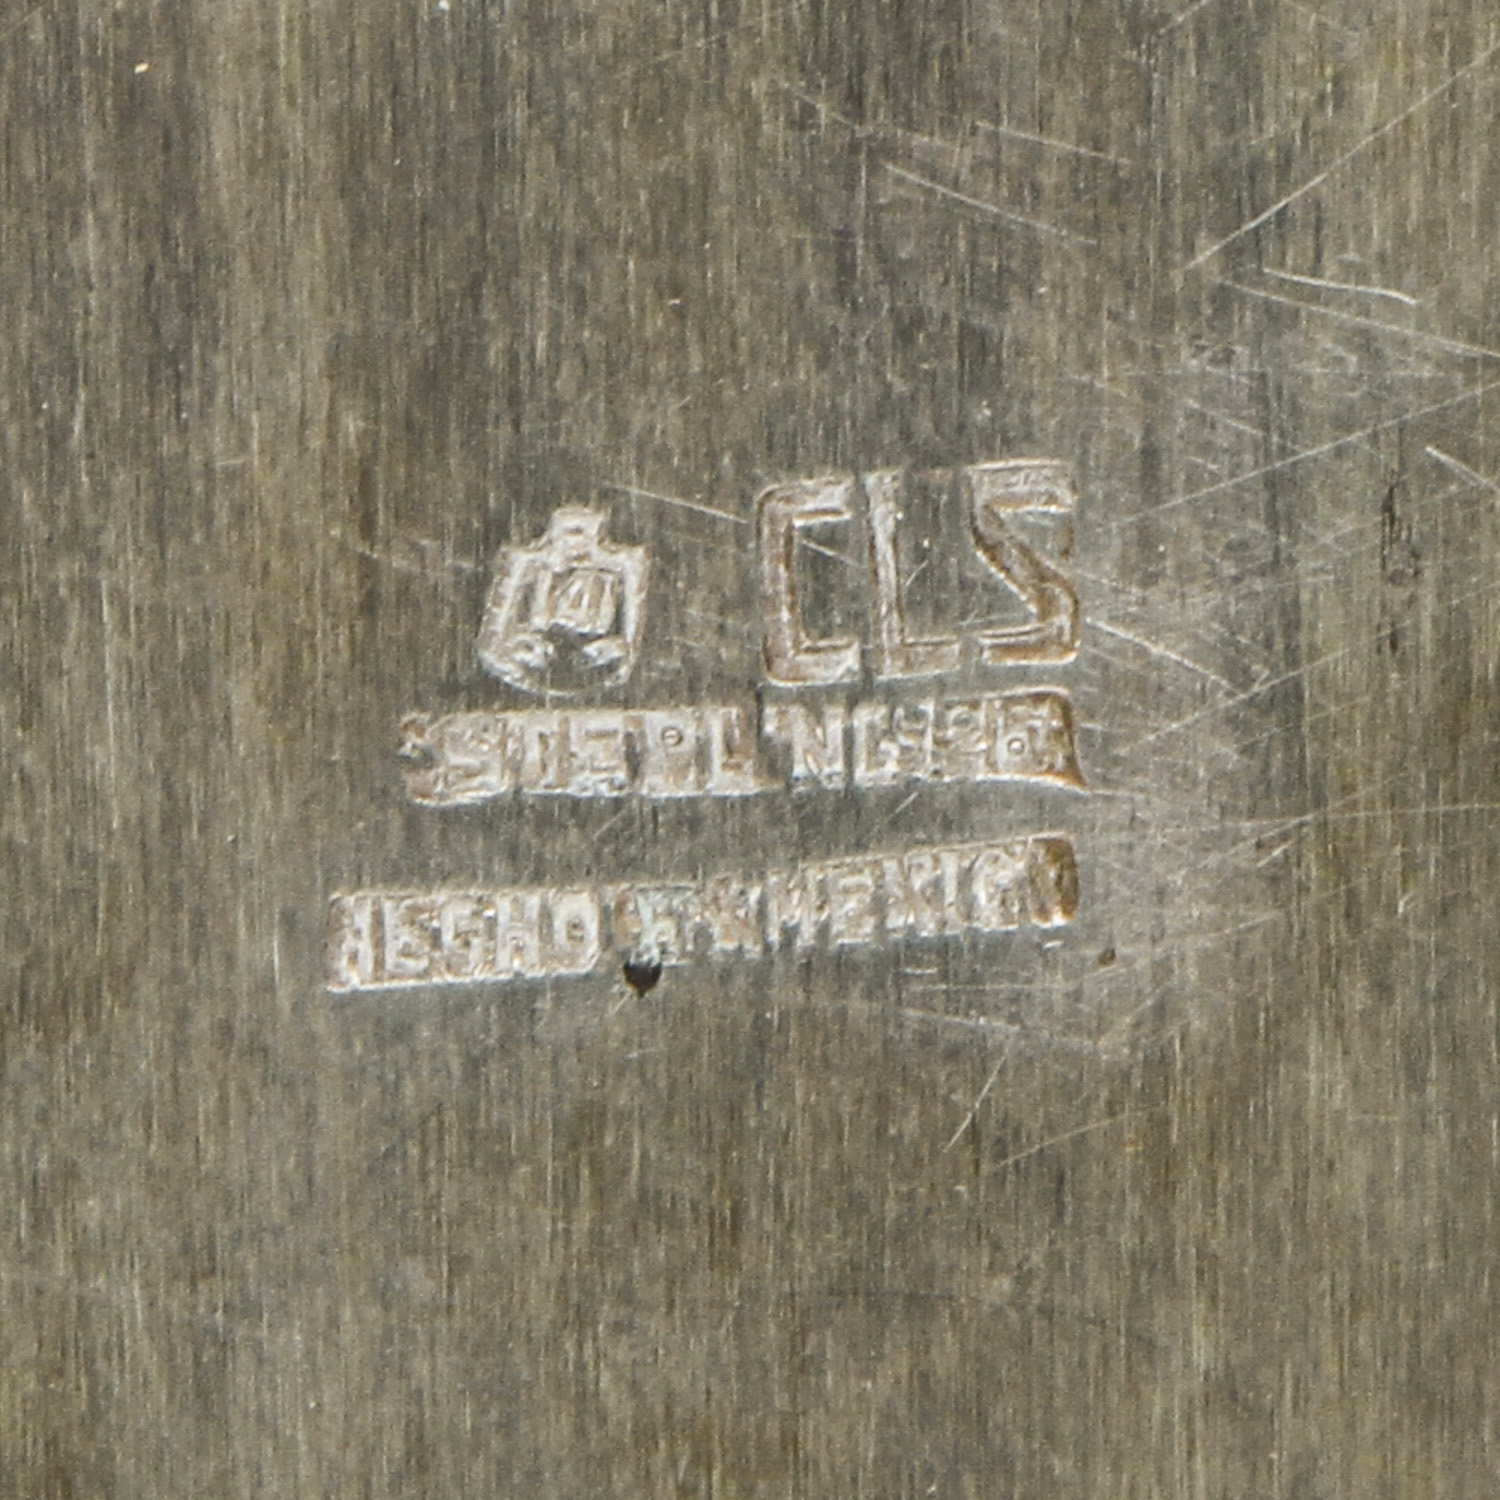 CLS
STERLING 925
HECHO EN MEXICO